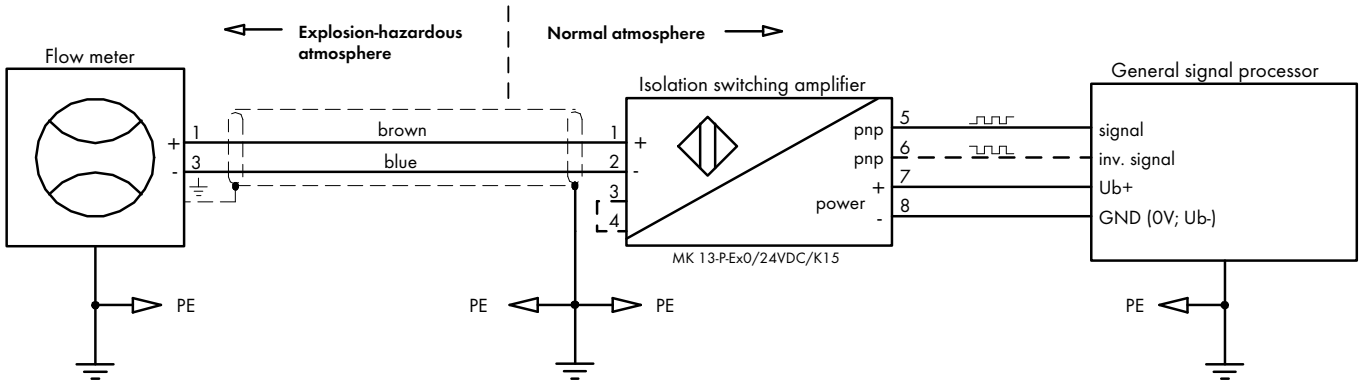 Explosion-hazardous
atmosphere
Normal atmosphere
Flow meter
Isolation switching amplifier
General signal processor
+ 1
- 3
brown
blue
1 +
2 -
3
4
pnp 5
pnp 6
+ 7
power
- 8
signal
inv. signal
Ub+
GND (0V; Ub-)
MK 13-P-Ex0/24VDC/K15
PE
PE
PE
PE